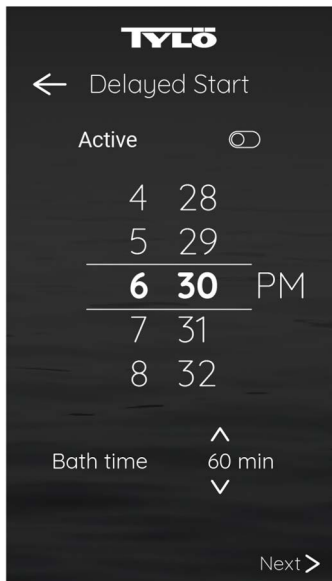 TYLÖ
Delayed Start
Active
4 28
5 29
6 30 PM
7 31
8 32
Bath time 60 min
Next